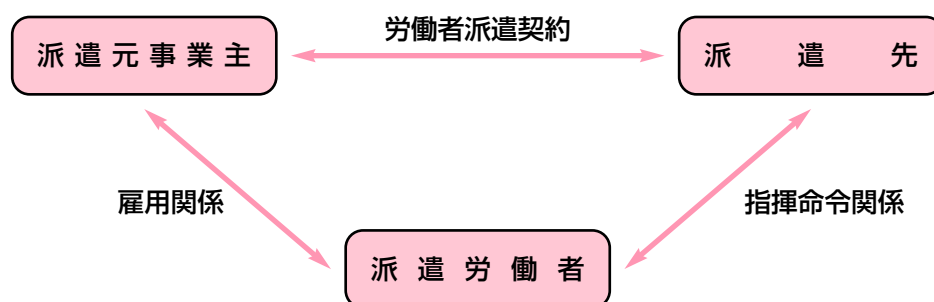 労働者派遣契約
派遣元事業主
派遣先
雇用関係
指揮命令関係
派遣労働者